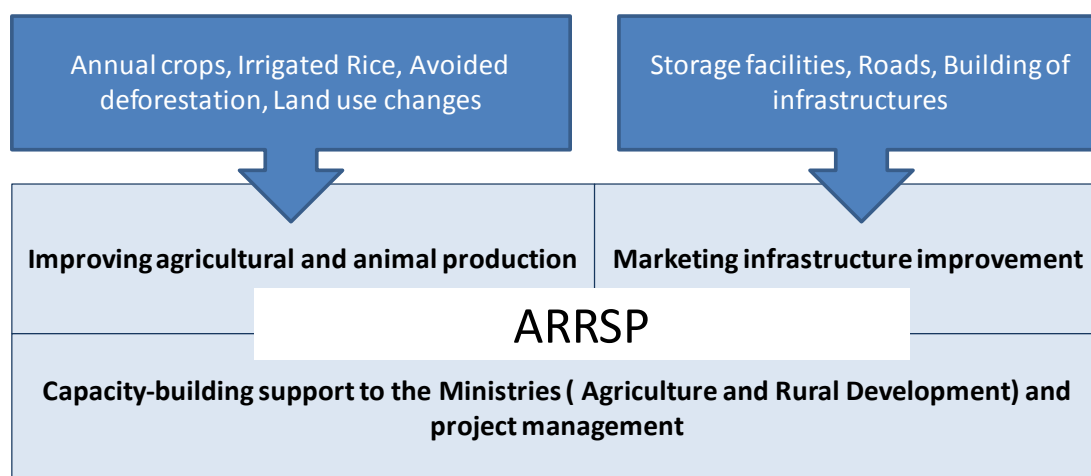 Annual crops, Irrigated Rice, Avoided
deforestation, Land use changes
Storage facilities, Roads, Building of
infrastructures
Improving agricultural and animal production
Marketing infrastructure improvement
ARRSP
Capacity-building support to the Ministries ( Agriculture and Rural Development) and
project management